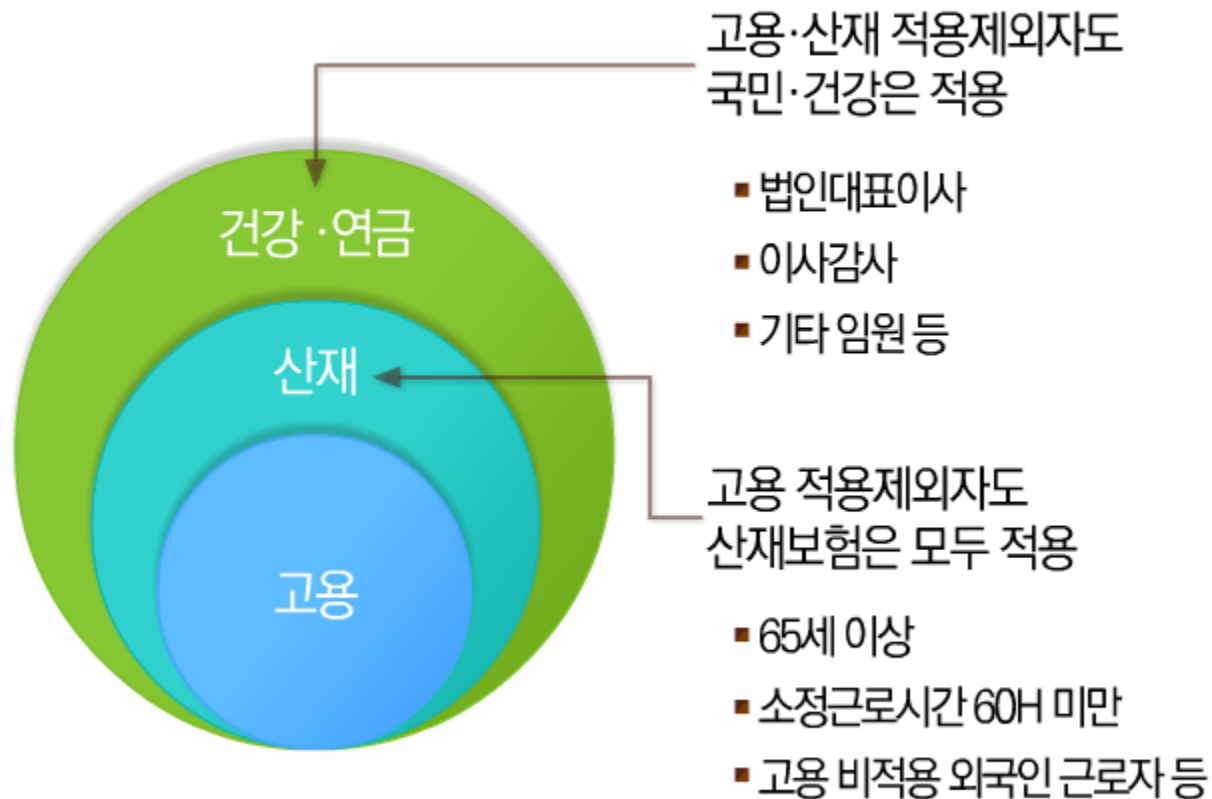 고용·산재 적용제외자도
국민·건강은 적용
▪ 법인대표이사
▪ 이사감사
▪ 기타 임원 등
건강 ·연금
산재
고용
고용 적용제외자도
산재보험은 모두 적용
▪ 65세 이상
▪ 소정근로시간 60H 미만
▪ 고용 비적용 외국인 근로자 등